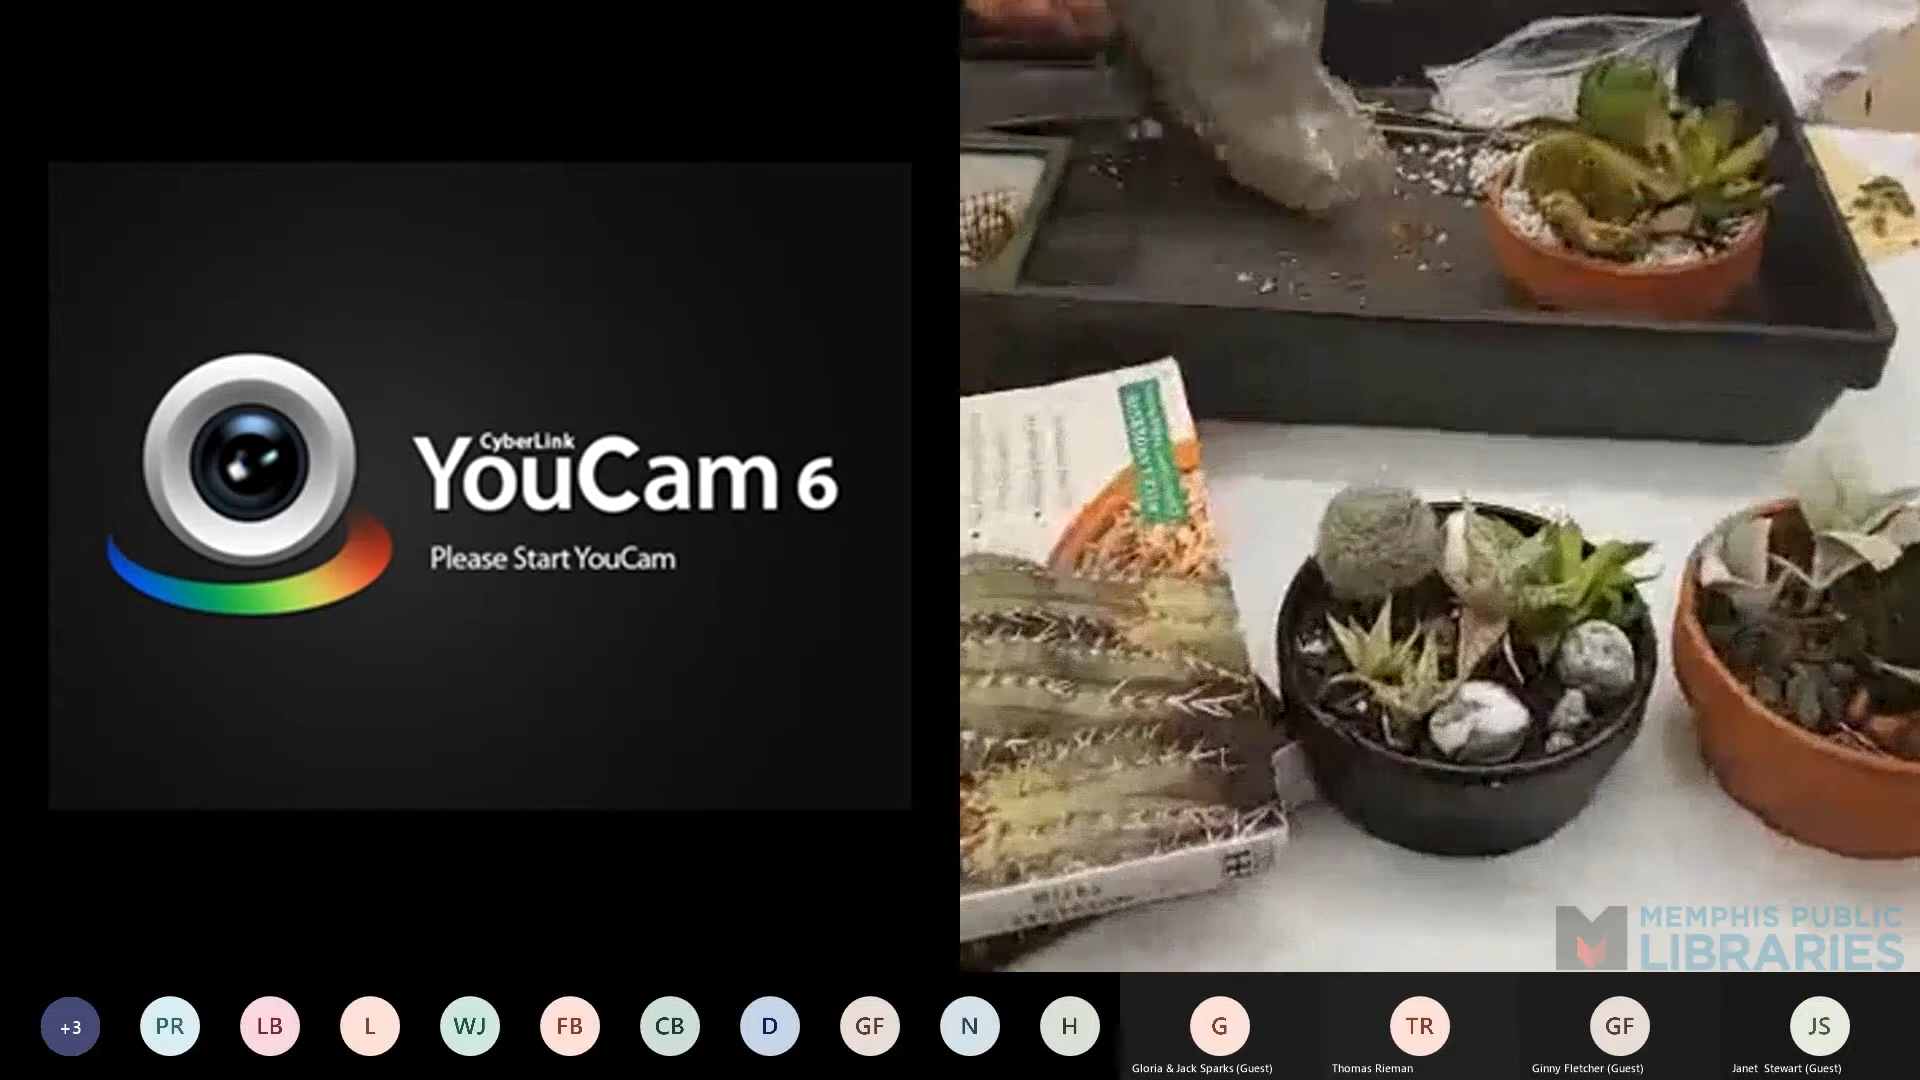 CyberLink
YouCam 6
Please Start YouCam
MEMPHIS PUBLIC
LIBRARIES
+3
PR
LB
L
WJ
FB
CB
D
GF
N
H
G
TR
GF
JS
Gloria & Jack Sparks (Guest)
Thomas Rieman
Ginny Fletcher (Guest)
Janet Stewart (Guest)